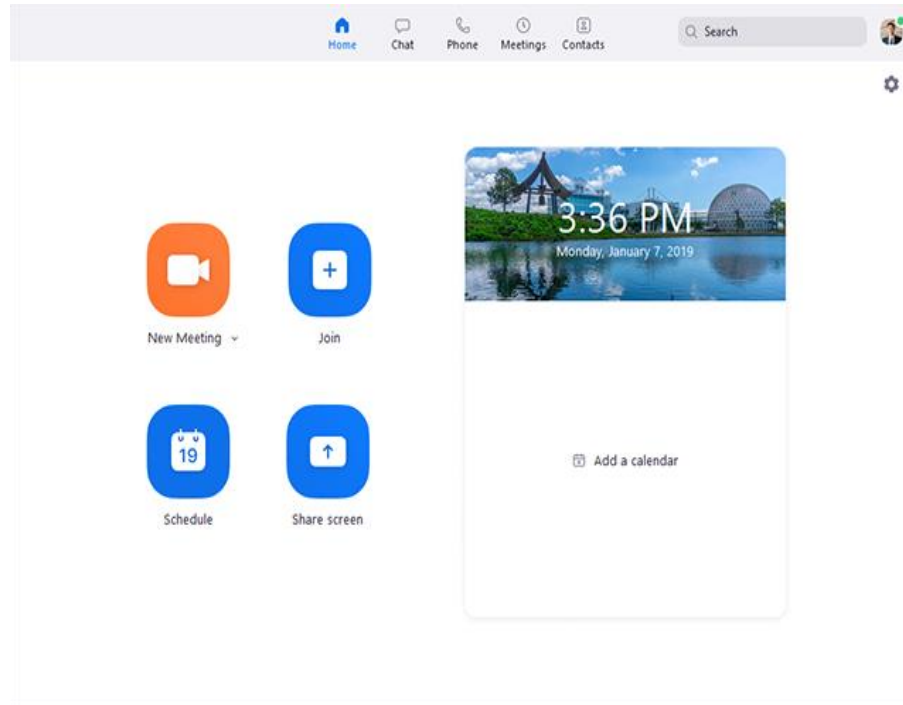 Home
Chat
Phone
Meetings
Contacts
Search
3:36 PM
Monday, January 7, 2019
New Meeting
Join
19
Schedule
Share screen
Add a calendar